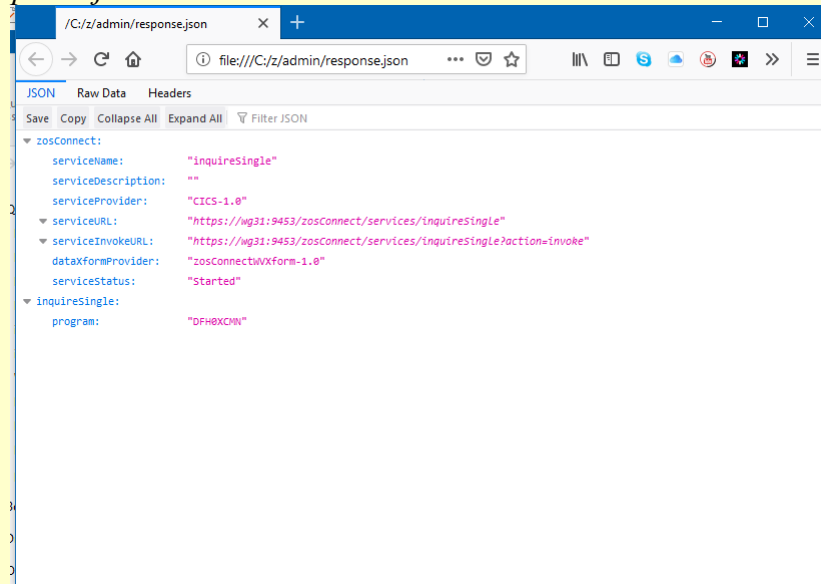 /C:/z/admin/response.json
file:///C:/z/admin/response.json
JSON Raw Data Headers
Save Copy Collapse All Expand All Filter JSON
zosConnect:
serviceName: "inquireSingle"
serviceDescription: ""
serviceProvider: "CICS-1.0"
serviceURL: "https://wg31:9453/zosConnect/services/inquireSingle"
serviceInvokeURL: "https://wg31:9453/zosConnect/services/inquireSingle?action=invoke"
dataXformProvider: "zosConnectWVXform-1.0"
serviceStatus: "Started"
inquireSingle:
program: "DFH0XCMN"